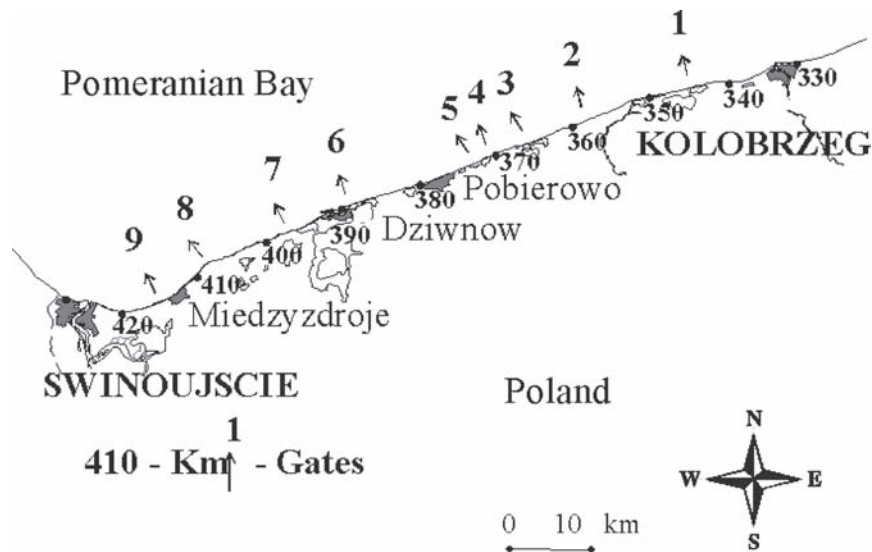 1
2
3
4
5
6
7
8
9
Pomeranian Bay
330
340
350
360
370
380
390
400
410
420
KOLOBRZEG
Pobierowo
Dziwnow
Miedzyzdroje
SWINOUJSCIE
Poland
1
410 - Km - Gates
N
W E
S
0 10 km